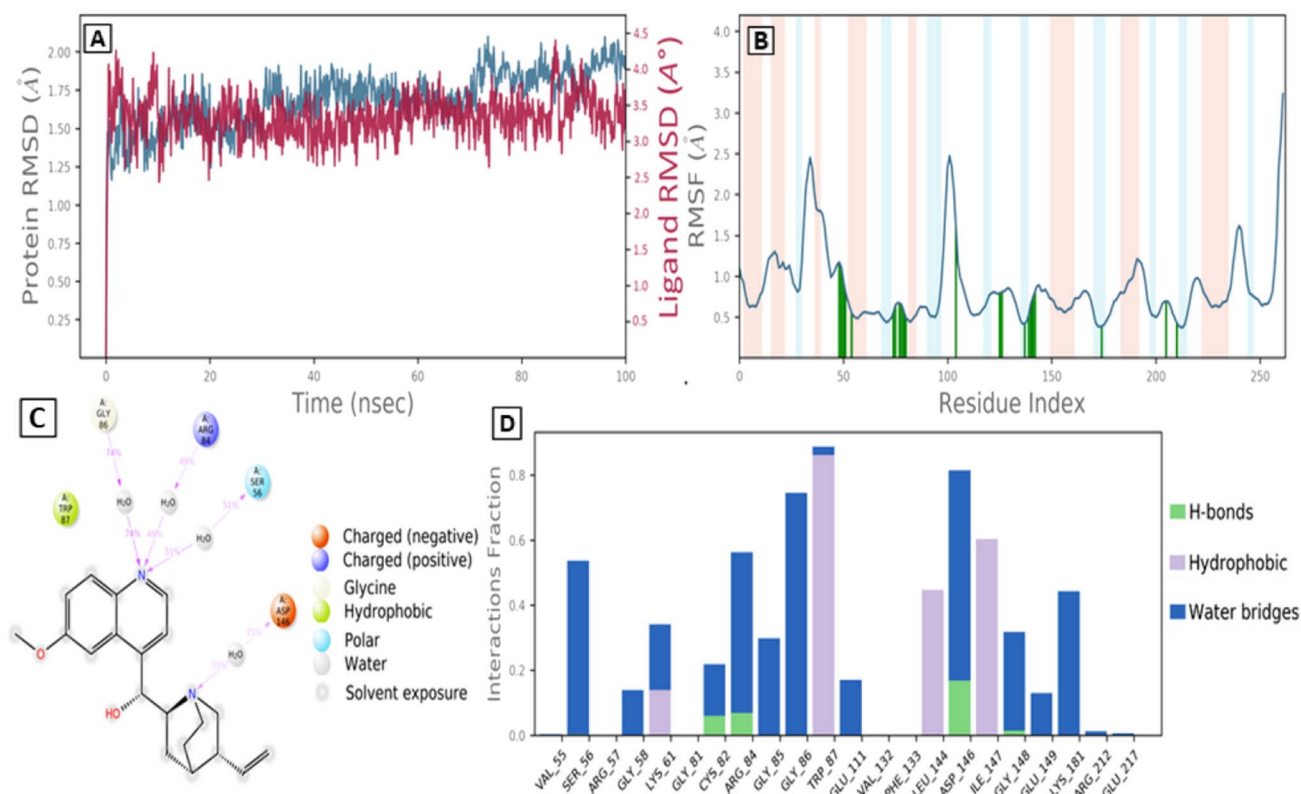 A
Protein RMSD (Å)
2.00
1.75
1.50
1.25
1.00
0.75
0.50
0.25
4.5
4.0
3.5
3.0
2.5
2.0
1.5
1.0
0.5
Ligand RMSD (A°)
0 20 40 60 80 100
Time (nsec)
B
RMSF (Å)
4.0
3.5
3.0
2.5
2.0
1.5
1.0
0.5
0 50 100 150 200 250
Residue Index
C
A:
GLY
86
A:
ARG
84
A:
SER
56
A:
TRP
87
A:
ASP
146
74%
49%
51%
H₂O
H₂O
H₂O
74%
49%
51%
H₂O
35%
35%
N
N
O
HO
Charged (negative)
Charged (positive)
Glycine
Hydrophobic
Polar
Water
Solvent exposure
D
Interactions Fraction
0.8
0.6
0.4
0.2
0.0
VAL_55
SER_56
ARG_57
GLY_58
LYS_61
GLY_81
CYS_82
ARG_84
GLY_85
GLY_86
TRP_87
GLU_111
VAL_132
PHE_133
LEU_144
ASP_146
ILE_147
GLY_148
GLU_149
LYS_181
ARG_212
GLU_217
H-bonds
Hydrophobic
Water bridges